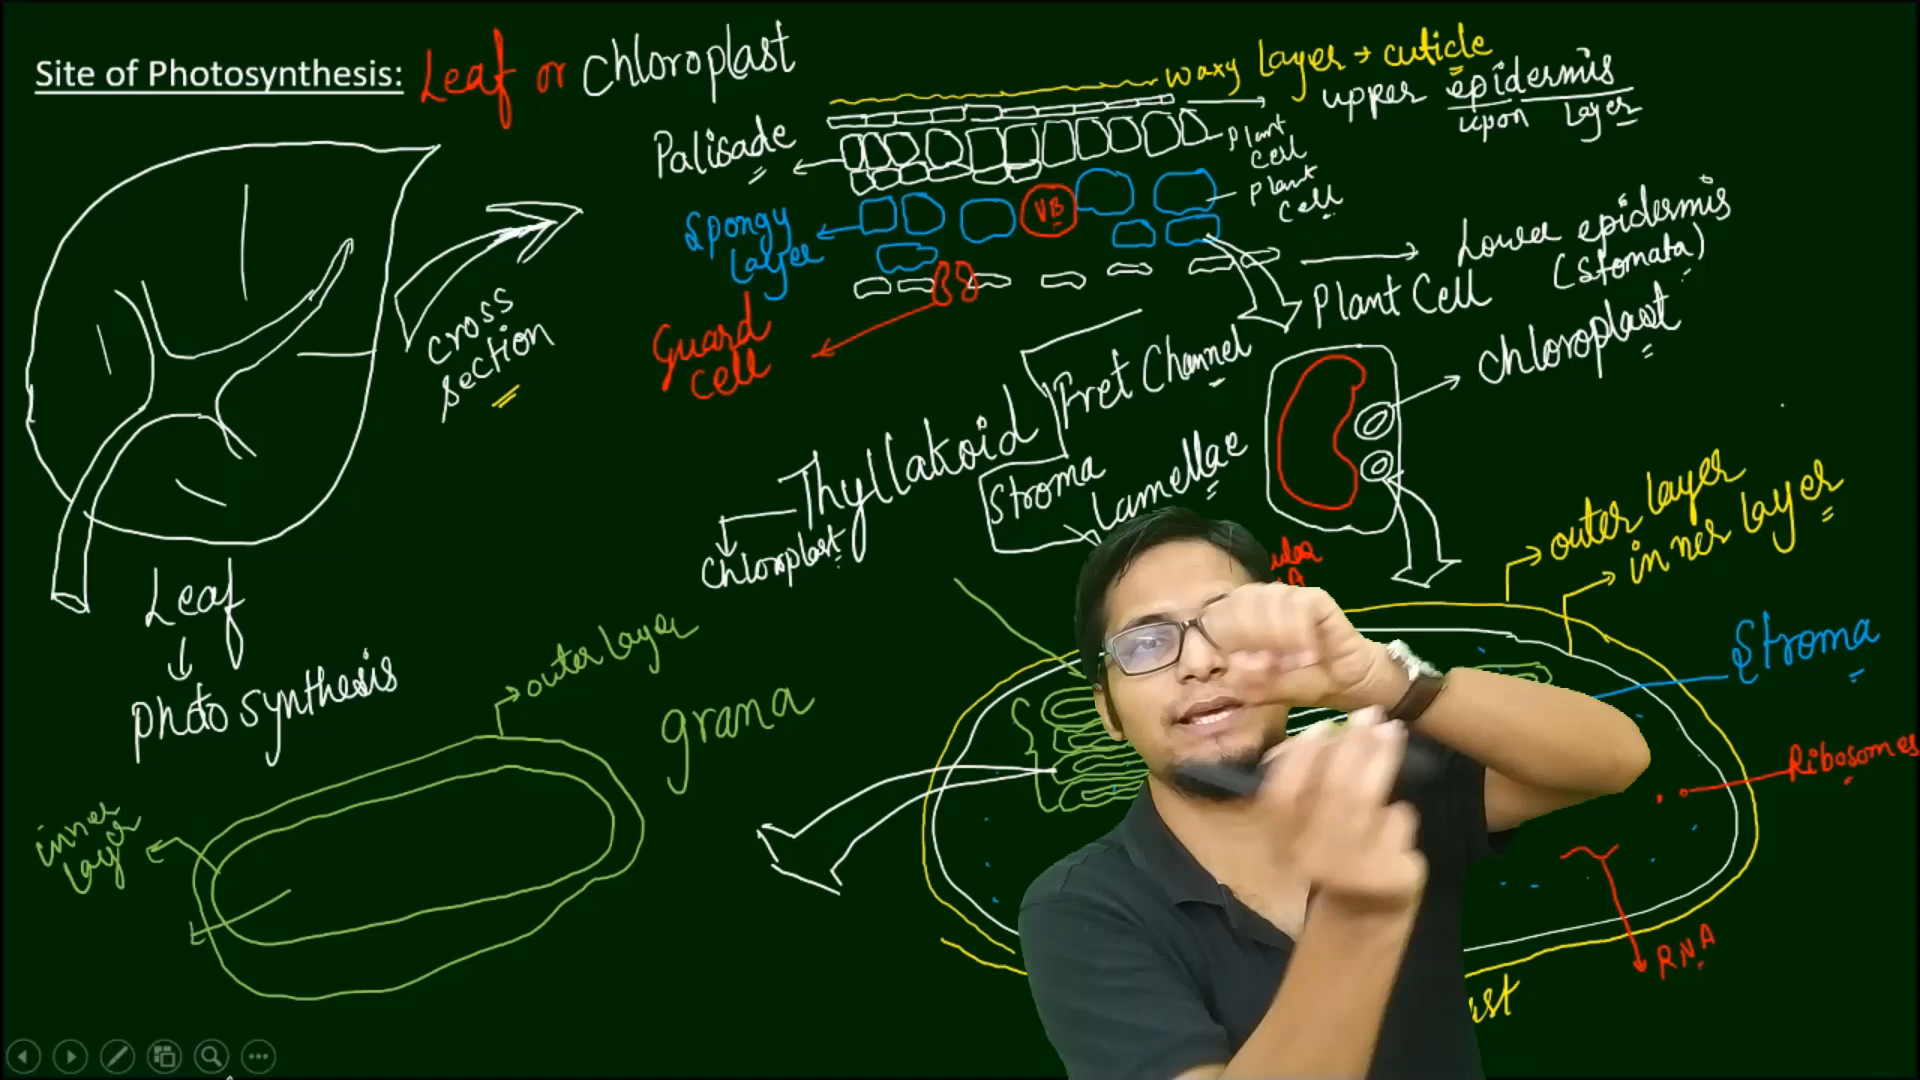 Site of Photosynthesis: Leaf or Chloroplast
waxy Layer → cuticle
upper epidermis
upon Layer
Palisade
Plant
Cell
Plant
Cell
Spongy
Layer
VB
Lower epidermis
(Stomata)
Guard
cell
cross
section
Plant Cell
Chloroplast
Fret Channel
Thyllakoid
Stroma
Lamellae
Chloroplast
outer layer
inner layer
Leaf
Photosynthesis
outer layer
inner
layer
grana
Stroma
Ribosomes
RNA